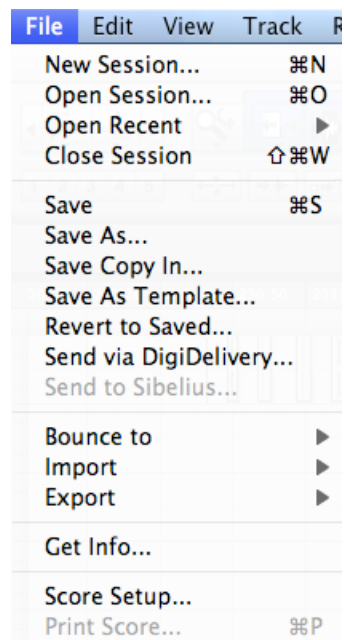 File Edit View Track
New Session... ⌘N
Open Session... ⌘O
Open Recent ▶
Close Session ⇧⌘W
Save ⌘S
Save As...
Save Copy In...
Save As Template...
Revert to Saved...
Send via DigiDelivery...
Send to Sibelius...
Bounce to ▶
Import ▶
Export ▶
Get Info...
Score Setup...
Print Score... ⌘P